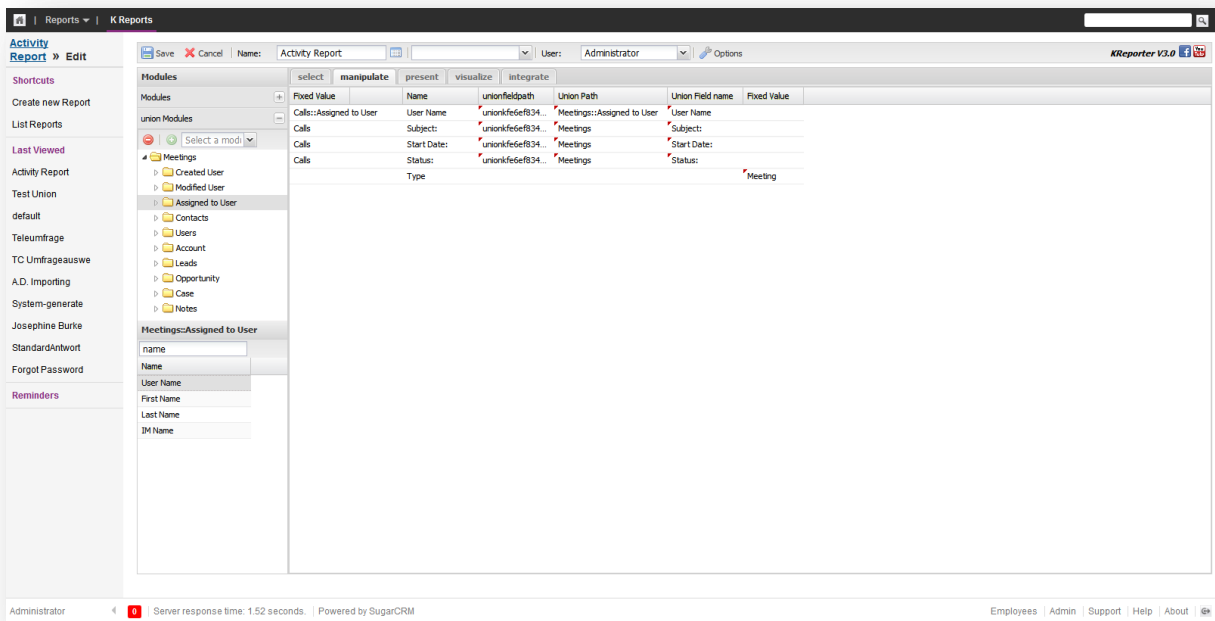 Reports K Reports
Activity Report » Edit
Shortcuts
Create new Report
List Reports
Last Viewed
Activity Report
Test Union
default
Teleumfrage
TC Umfrageauswe
A.D. Importing
System-generate
Josephine Burke
StandardAntwort
Forgot Password
Reminders
Save Cancel Name: Activity Report User: Administrator Options KReporter V3.0 f You Tube
Modules
Modules
union Modules
Select a mod
Meetings
Created User
Modified User
Assigned to User
Contacts
Users
Account
Leads
Opportunity
Case
Notes
Meetings::Assigned to User
name
Name
User Name
First Name
Last Name
IM Name
select manipulate present visualize integrate
Fixed Value Name unionfieldpath Union Path Union Field name Fixed Value
Calls::Assigned to User User Name unionkfe6ef834... Meetings::Assigned to User User Name
Calls Subject: unionkfe6ef834... Meetings Subject:
Calls Start Date: unionkfe6ef834... Meetings Start Date:
Calls Status: unionkfe6ef834... Meetings Status:
Type Meeting
Administrator 0 Server response time: 1.52 seconds. Powered by SugarCRM Employees Admin Support Help About